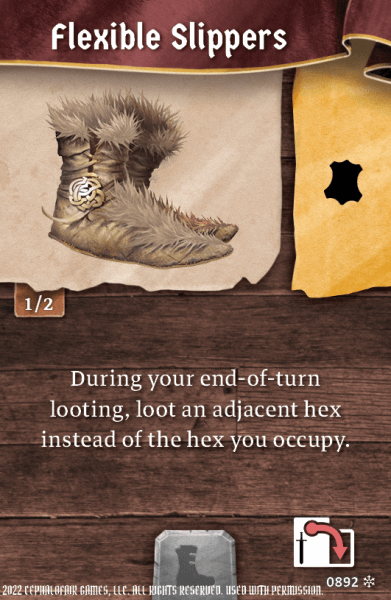 Flexible Slippers
1/2
During your end-of-turn
looting, loot an adjacent hex
instead of the hex you occupy.
0892
2022 CEPHALOFAIR GAMES, LLC. ALL RIGHTS RESERVED. USED WITH PERMISSION.